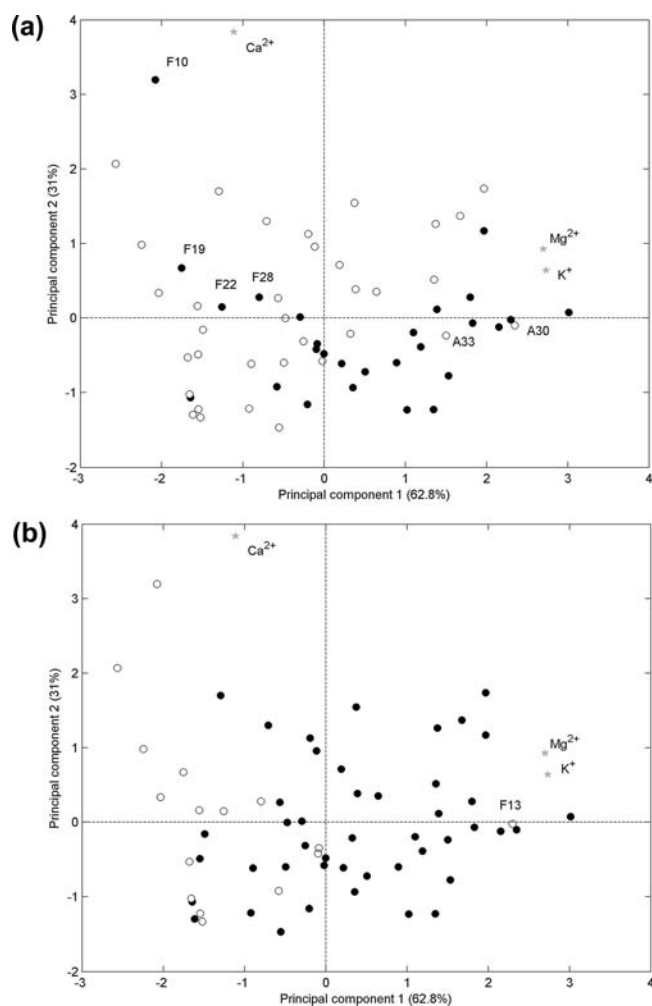 (a)
4
3
2
1
0
-1
-2
-3
-2
-1
0
1
2
3
4
Principal component 2 (31%)
Principal component 1 (62.8%)
Ca2+
F10
F19
F22
F28
Mg2+
K+
A33
A30
(b)
4
3
2
1
0
-1
-2
-3
-2
-1
0
1
2
3
4
Principal component 2 (31%)
Principal component 1 (62.8%)
Ca2+
Mg2+
K+
F13